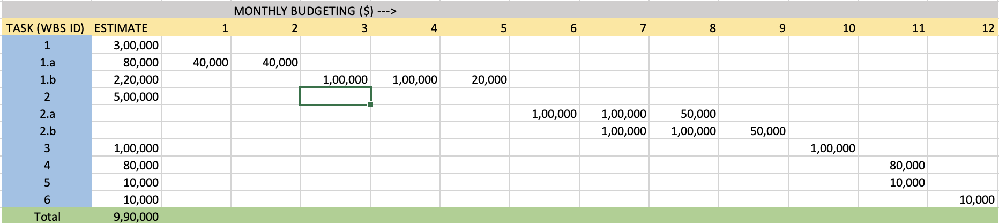 MONTHLY BUDGETING ($) --->
TASK (WBS ID) ESTIMATE 1 2 3 4 5 6 7 8 9 10 11 12
1 3,00,000
1.a 80,000 40,000 40,000
1.b 2,20,000 1,00,000 1,00,000 20,000
2 5,00,000
2.a 1,00,000 1,00,000 50,000
2.b 1,00,000 1,00,000 50,000
3 1,00,000 1,00,000
4 80,000 80,000
5 10,000 10,000
6 10,000 10,000
Total 9,90,000